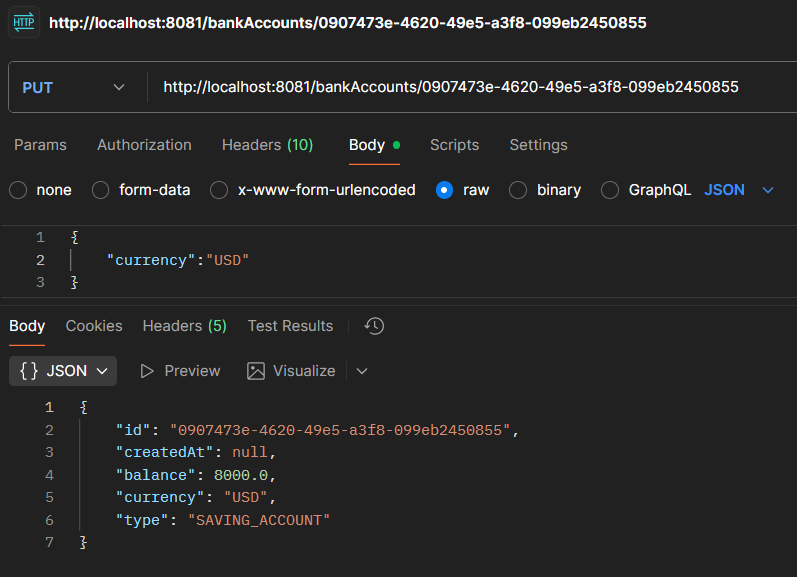 HTTP http://localhost:8081/bankAccounts/0907473e-4620-49e5-a3f8-099eb2450855
PUT http://localhost:8081/bankAccounts/0907473e-4620-49e5-a3f8-099eb2450855
Params Authorization Headers (10) Body Scripts Settings
none form-data x-www-form-urlencoded raw binary GraphQL JSON
1 {
2 "currency":"USD"
3 }
Body Cookies Headers (5) Test Results
{} JSON Preview Visualize
1 {
2 "id": "0907473e-4620-49e5-a3f8-099eb2450855",
3 "createdAt": null,
4 "balance": 8000.0,
5 "currency": "USD",
6 "type": "SAVING_ACCOUNT"
7 }